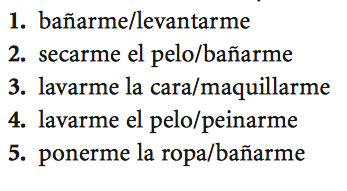 1. bañarme/levantarme
2. secarme el pelo/bañarme
3. lavarme la cara/maquillarme
4. lavarme el pelo/peinarme
5. ponerme la ropa/bañarme